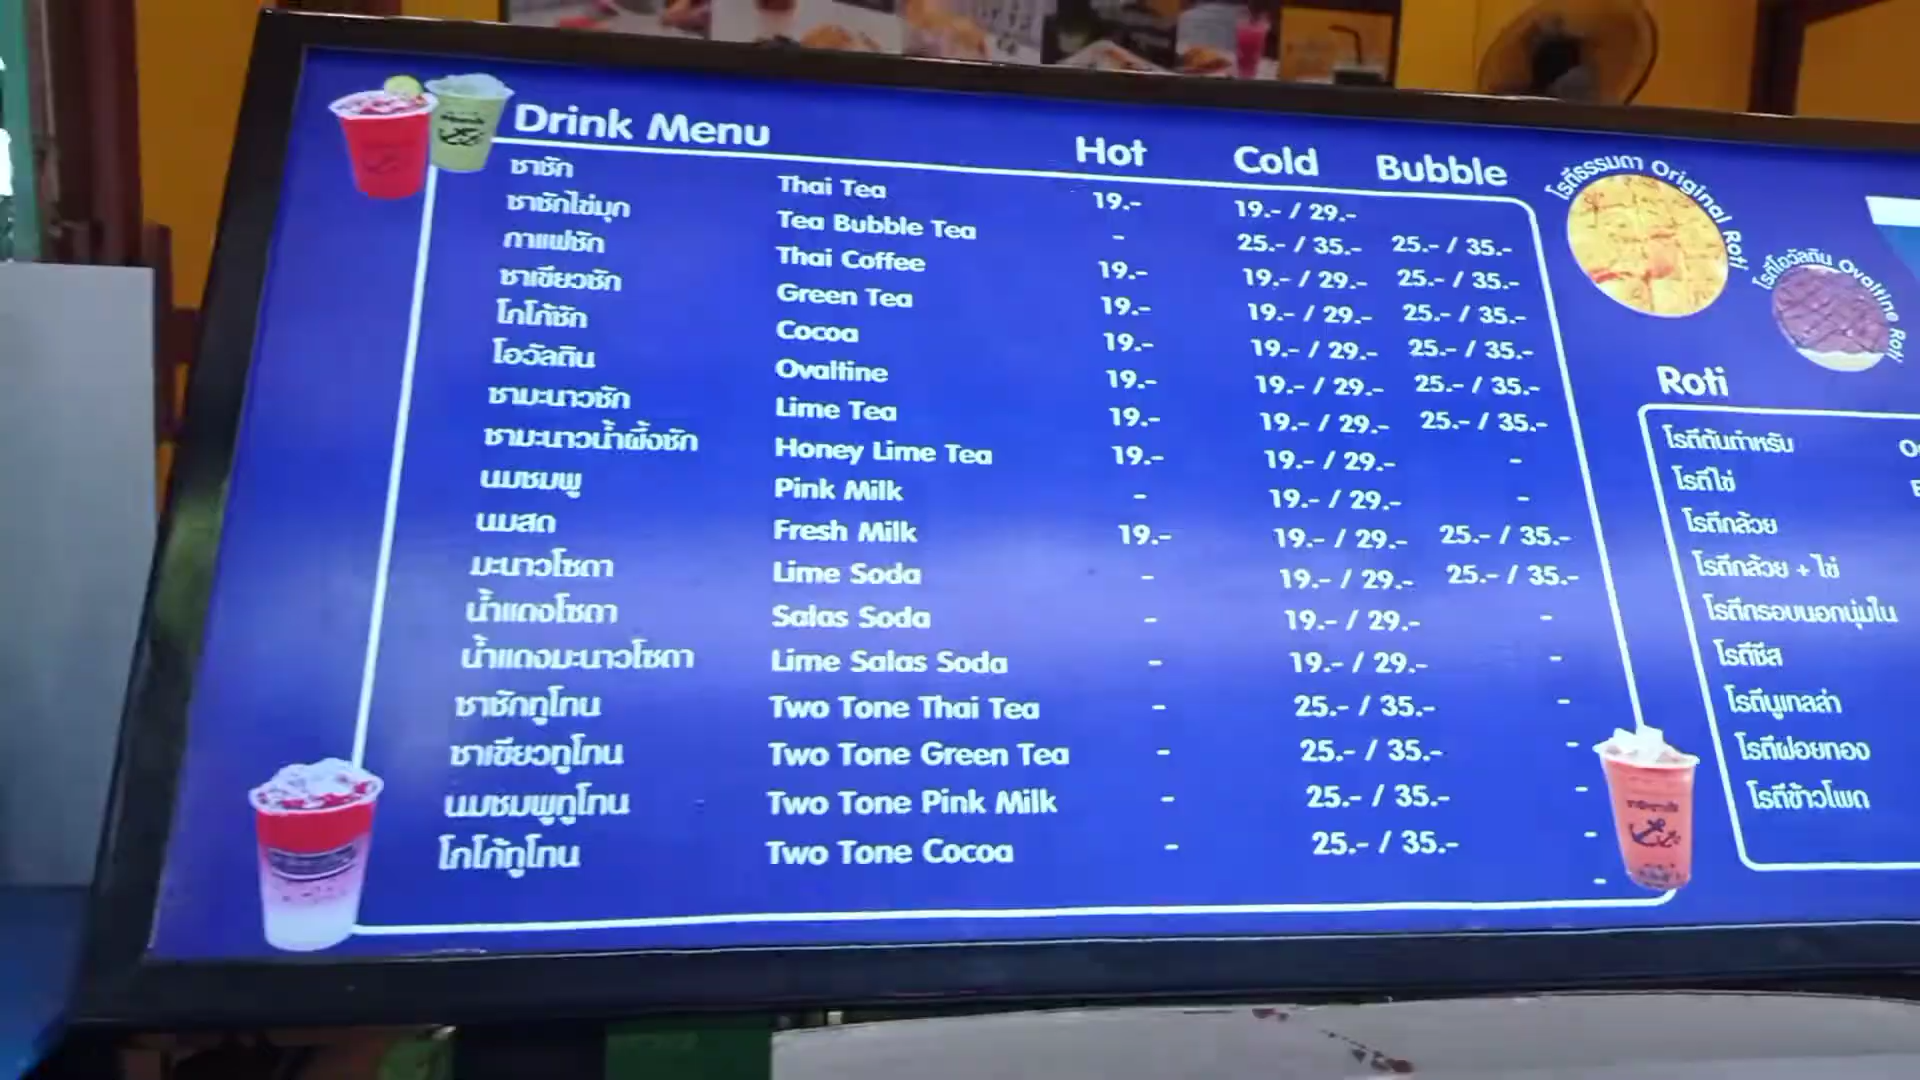 Drink Menu Hot Cold Bubble
ชาชัก Thai Tea 19.- 19.- / 29.-
ชาชักไข่มุก Tea Bubble Tea - 25.- / 35.- 25.- / 35.-
กาแฟชัก Thai Coffee 19.- 19.- / 29.- 25.- / 35.-
ชาเขียวชัก Green Tea 19.- 19.- / 29.- 25.- / 35.-
โกโก้ชัก Cocoa 19.- 19.- / 29.- 25.- / 35.-
โอวัลติน Ovaltine 19.- 19.- / 29.- 25.- / 35.-
ชามะนาวชัก Lime Tea 19.- 19.- / 29.- 25.- / 35.-
ชามะนาวน้ำผึ้งชัก Honey Lime Tea 19.- 19.- / 29.- -
นมชมพู Pink Milk - 19.- / 29.- -
นมสด Fresh Milk 19.- 19.- / 29.- 25.- / 35.-
มะนาวโซดา Lime Soda - 19.- / 29.- 25.- / 35.-
น้ำแดงโซดา Salas Soda - 19.- / 29.- -
น้ำแดงมะนาวโซดา Lime Salas Soda - 19.- / 29.- -
ชาชักทูโทน Two Tone Thai Tea - 25.- / 35.- -
ชาเขียวทูโทน Two Tone Green Tea - 25.- / 35.- -
นมชมพูทูโทน Two Tone Pink Milk - 25.- / 35.- -
โกโก้ทูโทน Two Tone Cocoa - 25.- / 35.- -
-
โรตีธรรมดา Original Roti
โรตีโอวัลติน Ovaltine Roti
Roti
โรตีต้นตำหรับ
โรตีไข่
โรตีกล้วย
โรตีกล้วย + ไข่
โรตีกรอบนอกนุ่มใน
โรตีชีส
โรตีนูเทลล่า
โรตีฝอยทอง
โรตีข้าวโพด